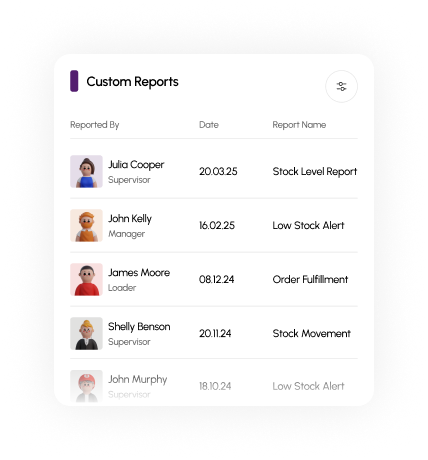 Custom Reports
Reported By Date Report Name
Julia Cooper
Supervisor
20.03.25
Stock Level Report
John Kelly
Manager
16.02.25
Low Stock Alert
James Moore
Loader
08.12.24
Order Fulfillment
Shelly Benson
Supervisor
20.11.24
Stock Movement
John Murphy
Supervisor
18.10.24
Low Stock Alert